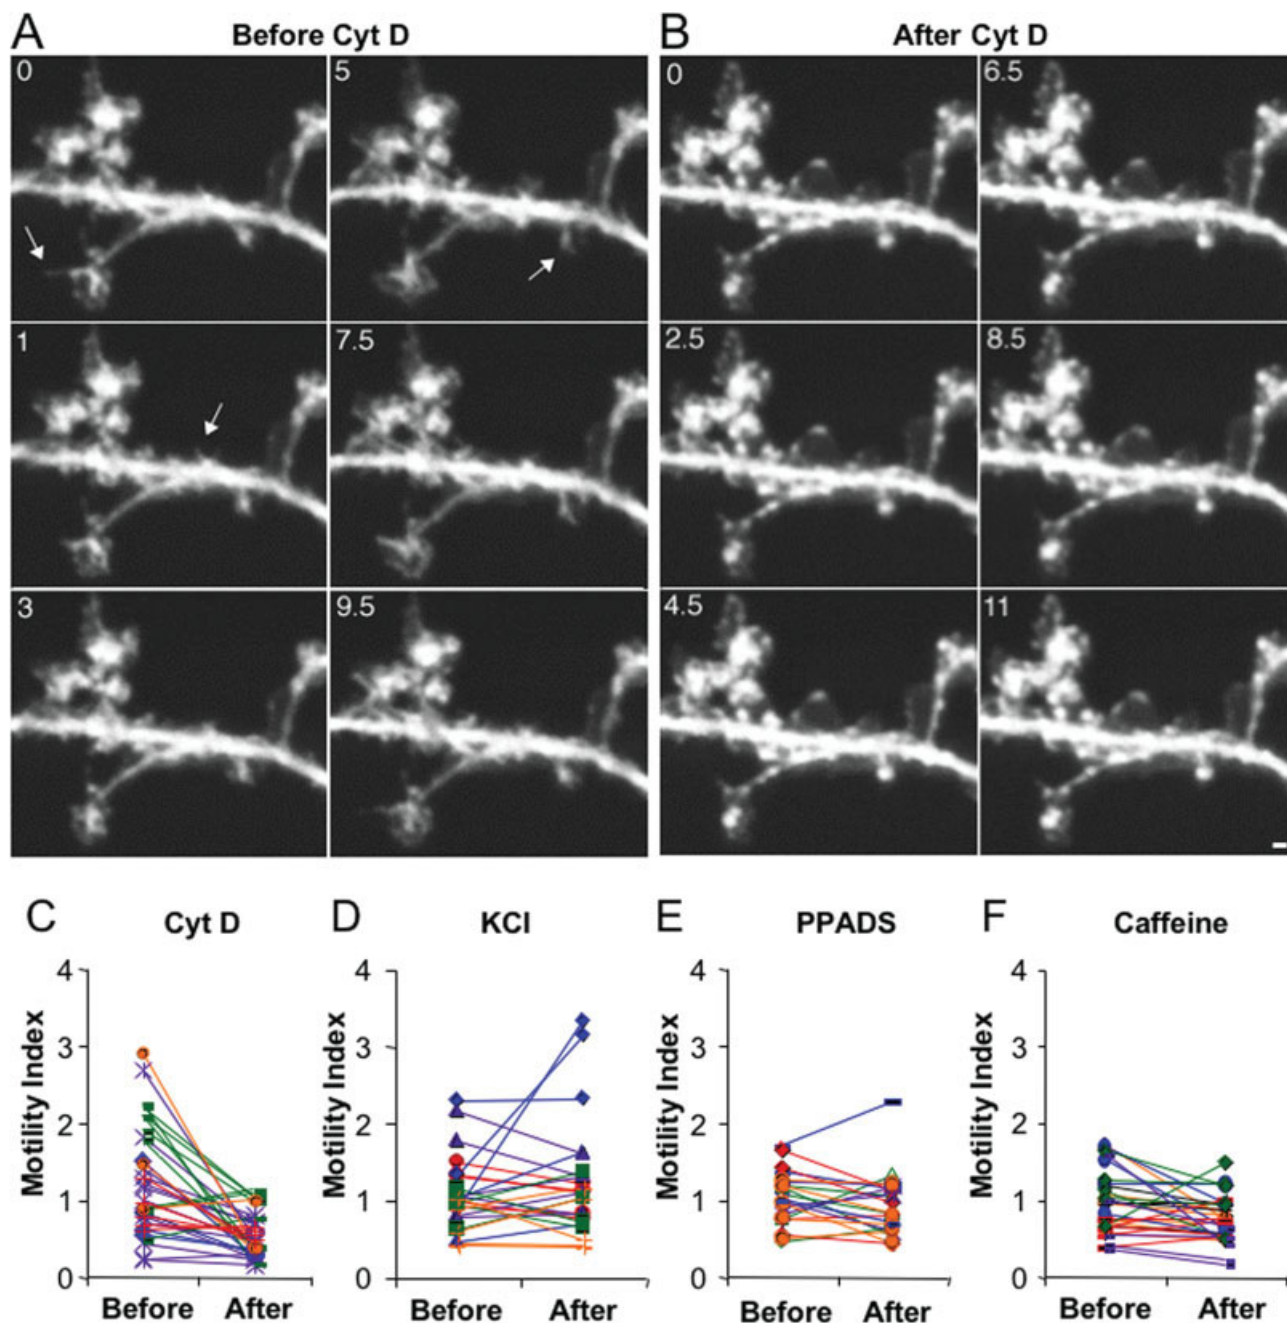 A Before Cyt D
B After Cyt D
0 5
0 6.5
1 7.5
2.5 8.5
3 9.5
4.5 11
C Cyt D
D KCl
E PPADS
F Caffeine
Motility Index
4
3
2
1
0
Before After
Motility Index
4
3
2
1
0
Before After
Motility Index
4
3
2
1
0
Before After
Motility Index
4
3
2
1
0
Before After